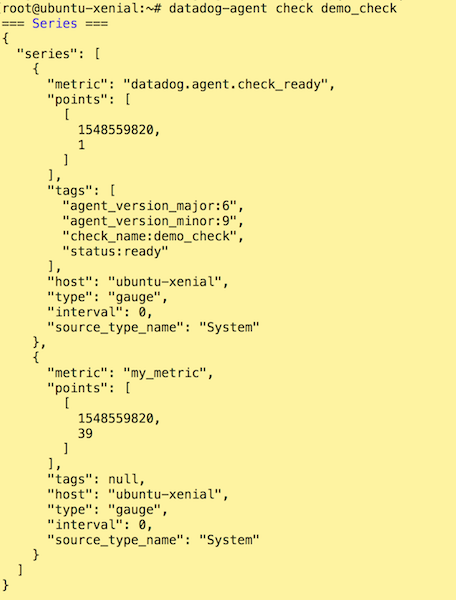 [root@ubuntu-xenial:~# datadog-agent check demo_check
=== Series ===
{
  "series": [
    {
      "metric": "datadog.agent.check_ready",
      "points": [
        [
          1548559820,
          1
        ]
      ],
      "tags": [
        "agent_version_major:6",
        "agent_version_minor:9",
        "check_name:demo_check",
        "status:ready"
      ],
      "host": "ubuntu-xenial",
      "type": "gauge",
      "interval": 0,
      "source_type_name": "System"
    },
    {
      "metric": "my_metric",
      "points": [
        [
          1548559820,
          39
        ]
      ],
      "tags": null,
      "host": "ubuntu-xenial",
      "type": "gauge",
      "interval": 0,
      "source_type_name": "System"
    }
  ]
}